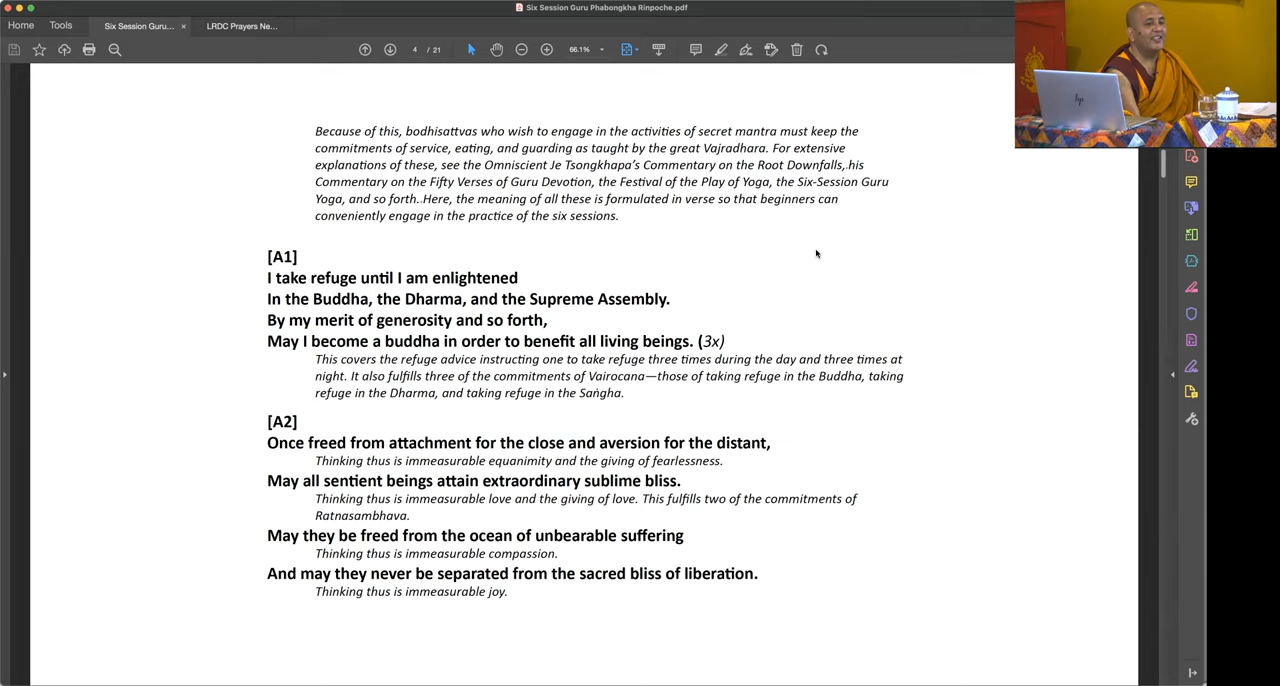 Six Session Guru Phabongkha Rinpoche.pdf
Home Tools Six Session Guru... × LRDC Prayers Ne...
4 / 21 66.1%
Because of this, bodhisattvas who wish to engage in the activities of secret mantra must keep the
commitments of service, eating, and guarding as taught by the great Vajradhara. For extensive
explanations of these, see the Omniscient Je Tsongkhapa's Commentary on the Root Downfalls,.his
Commentary on the Fifty Verses of Guru Devotion, the Festival of the Play of Yoga, the Six-Session Guru
Yoga, and so forth..Here, the meaning of all these is formulated in verse so that beginners can
conveniently engage in the practice of the six sessions.
[A1]
I take refuge until I am enlightened
In the Buddha, the Dharma, and the Supreme Assembly.
By my merit of generosity and so forth,
May I become a buddha in order to benefit all living beings. (3x)
This covers the refuge advice instructing one to take refuge three times during the day and three times at
night. It also fulfills three of the commitments of Vairocana—those of taking refuge in the Buddha, taking
refuge in the Dharma, and taking refuge in the Saṅgha.
[A2]
Once freed from attachment for the close and aversion for the distant,
Thinking thus is immeasurable equanimity and the giving of fearlessness.
May all sentient beings attain extraordinary sublime bliss.
Thinking thus is immeasurable love and the giving of love. This fulfills two of the commitments of
Ratnasambhava.
May they be freed from the ocean of unbearable suffering
Thinking thus is immeasurable compassion.
And may they never be separated from the sacred bliss of liberation.
Thinking thus is immeasurable joy.
hp